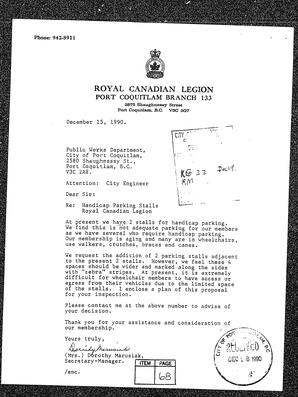 Phone: 942-8911
ROYAL CANADIAN LEGION
PORT COQUITLAM BRANCH 133
2675 Shaughnessy Street
Port Coquitlam, B.C. V3C 3G7
December 15, 1990.
Public Works Department,
City of Port Coquitlam,
2580 Shaughnessy St.,
Port Coquitlam, B.C.
V3C 2A8.
Attention: City Engineer
Dear Sir:
Re: Handicap Parking Stalls
Royal Canadian Legion
At present we have 2 stalls for handicap parking.
We find this is not adequate parking for our members
as we have several who require handicap parking.
Our membership is aging and many are in wheelchairs,
use walkers, crutches, braces and canes.
We request the addition of 2 parking stalls adjacent
to the present 2 stalls. However, we feel these 4
spaces should be wider and marked along the sides
with "zebra" stripes. At present, it is extremely
difficult for wheelchair members to have access or
egress from their vehicles due to the limited space
of the stalls. I enclose a plan of this proposal
for your inspection.
Please contact me at the above number to advise of
your decision.
Thank you for your assistance and consideration of
our membership.
Yours truly,
(Mrs.) Dorothy Marusiak,
Secretary-Manager.
/enc.
ITEM PAGE
68
RECEIVED
DEC 18 1990